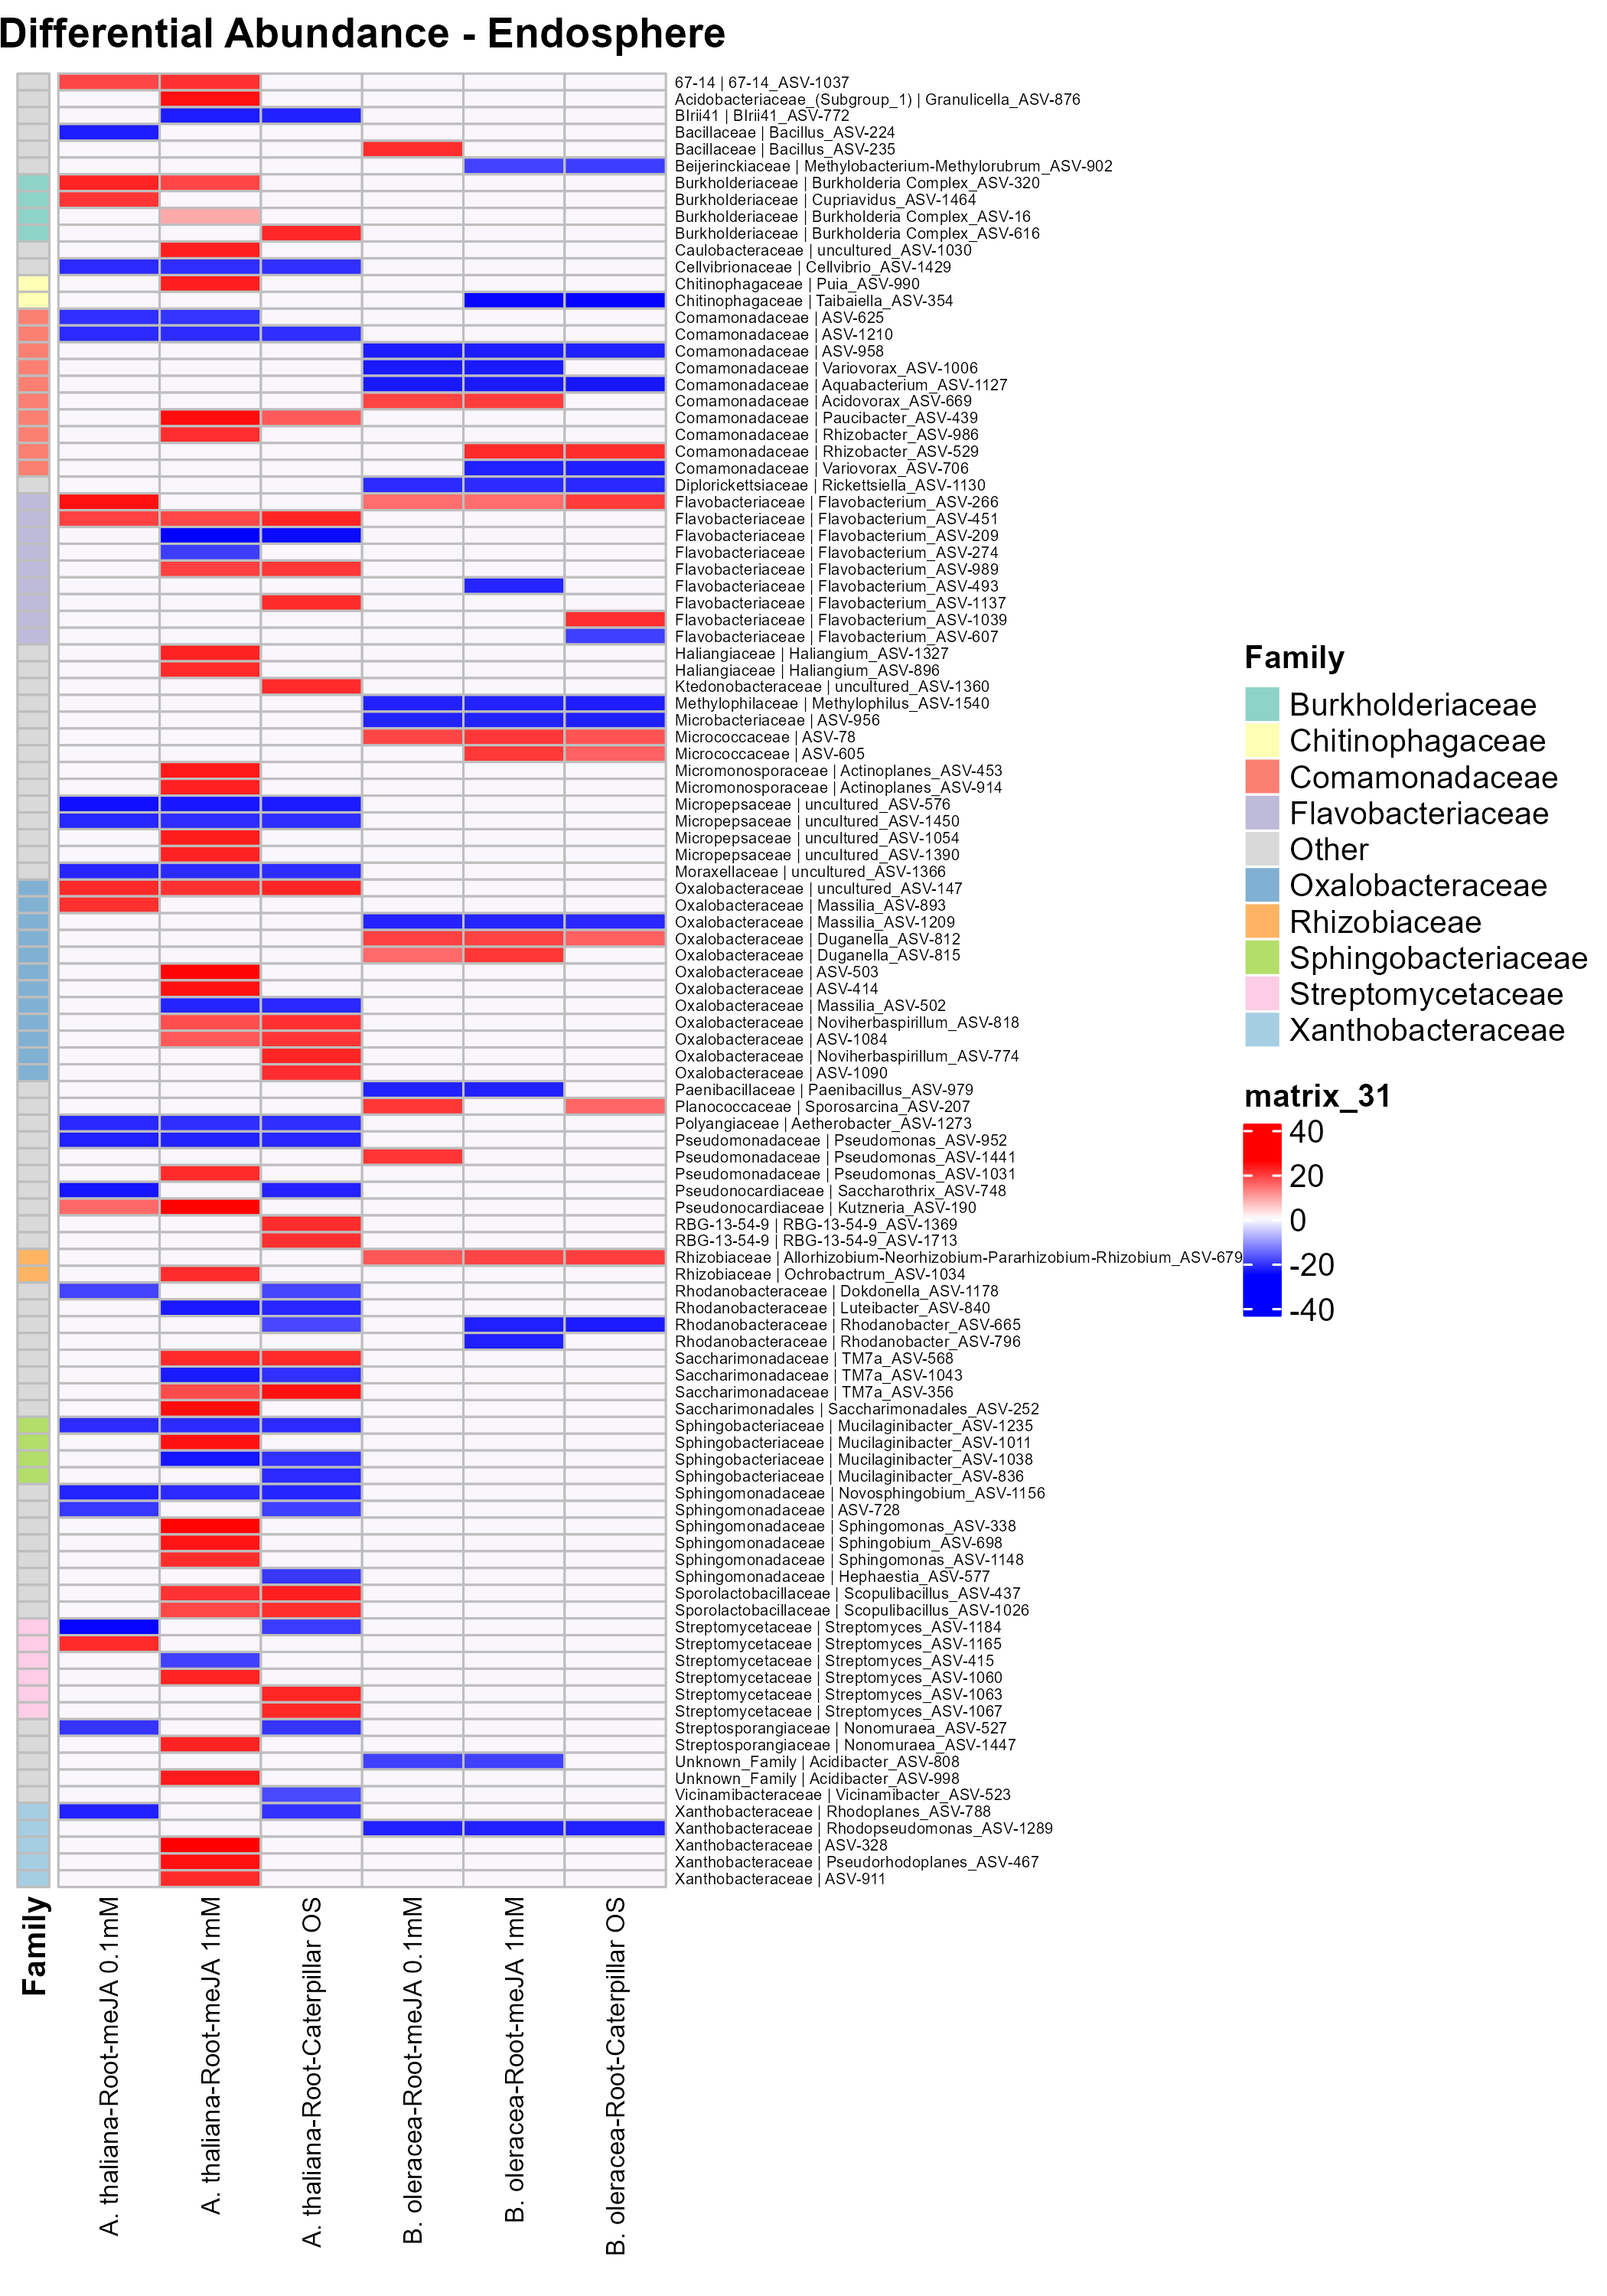 Differential Abundance - Endosphere
67-14 | 67-14_ASV-1037
Acidobacteriaceae_(Subgroup_1) | Granulicella_ASV-876
BIrii41 | BIrii41_ASV-772
Bacillaceae | Bacillus_ASV-224
Bacillaceae | Bacillus_ASV-235
Beijerinckiaceae | Methylobacterium-Methylorubrum_ASV-902
Burkholderiaceae | Burkholderia Complex_ASV-320
Burkholderiaceae | Cupriavidus_ASV-1464
Burkholderiaceae | Burkholderia Complex_ASV-16
Burkholderiaceae | Burkholderia Complex_ASV-616
Caulobacteraceae | uncultured_ASV-1030
Cellvibrionaceae | Cellvibrio_ASV-1429
Chitinophagaceae | Puia_ASV-990
Chitinophagaceae | Taibaiella_ASV-354
Comamonadaceae | ASV-625
Comamonadaceae | ASV-1210
Comamonadaceae | ASV-958
Comamonadaceae | Variovorax_ASV-1006
Comamonadaceae | Aquabacterium_ASV-1127
Comamonadaceae | Acidovorax_ASV-669
Comamonadaceae | Paucibacter_ASV-439
Comamonadaceae | Rhizobacter_ASV-986
Comamonadaceae | Rhizobacter_ASV-529
Comamonadaceae | Variovorax_ASV-706
Diplorickettsiaceae | Rickettsiella_ASV-1130
Flavobacteriaceae | Flavobacterium_ASV-266
Flavobacteriaceae | Flavobacterium_ASV-451
Flavobacteriaceae | Flavobacterium_ASV-209
Flavobacteriaceae | Flavobacterium_ASV-274
Flavobacteriaceae | Flavobacterium_ASV-989
Flavobacteriaceae | Flavobacterium_ASV-493
Flavobacteriaceae | Flavobacterium_ASV-1137
Flavobacteriaceae | Flavobacterium_ASV-1039
Flavobacteriaceae | Flavobacterium_ASV-607
Haliangiaceae | Haliangium_ASV-1327
Haliangiaceae | Haliangium_ASV-896
Ktedonobacteraceae | uncultured_ASV-1360
Methylophilaceae | Methylophilus_ASV-1540
Microbacteriaceae | ASV-956
Micrococcaceae | ASV-78
Micrococcaceae | ASV-605
Micromonosporaceae | Actinoplanes_ASV-453
Micromonosporaceae | Actinoplanes_ASV-914
Micropepsaceae | uncultured_ASV-576
Micropepsaceae | uncultured_ASV-1450
Micropepsaceae | uncultured_ASV-1054
Micropepsaceae | uncultured_ASV-1390
Moraxellaceae | uncultured_ASV-1366
Oxalobacteraceae | uncultured_ASV-147
Oxalobacteraceae | Massilia_ASV-893
Oxalobacteraceae | Massilia_ASV-1209
Oxalobacteraceae | Duganella_ASV-812
Oxalobacteraceae | Duganella_ASV-815
Oxalobacteraceae | ASV-503
Oxalobacteraceae | ASV-414
Oxalobacteraceae | Massilia_ASV-502
Oxalobacteraceae | Noviherbaspirillum_ASV-818
Oxalobacteraceae | ASV-1084
Oxalobacteraceae | Noviherbaspirillum_ASV-774
Oxalobacteraceae | ASV-1090
Paenibacillaceae | Paenibacillus_ASV-979
Planococcaceae | Sporosarcina_ASV-207
Polyangiaceae | Aetherobacter_ASV-1273
Pseudomonadaceae | Pseudomonas_ASV-952
Pseudomonadaceae | Pseudomonas_ASV-1441
Pseudomonadaceae | Pseudomonas_ASV-1031
Pseudonocardiaceae | Saccharothrix_ASV-748
Pseudonocardiaceae | Kutzneria_ASV-190
RBG-13-54-9 | RBG-13-54-9_ASV-1369
RBG-13-54-9 | RBG-13-54-9_ASV-1713
Rhizobiaceae | Allorhizobium-Neorhizobium-Pararhizobium-Rhizobium_ASV-679
Rhizobiaceae | Ochrobactrum_ASV-1034
Rhodanobacteraceae | Dokdonella_ASV-1178
Rhodanobacteraceae | Luteibacter_ASV-840
Rhodanobacteraceae | Rhodanobacter_ASV-665
Rhodanobacteraceae | Rhodanobacter_ASV-796
Saccharimonadaceae | TM7a_ASV-568
Saccharimonadaceae | TM7a_ASV-1043
Saccharimonadaceae | TM7a_ASV-356
Saccharimonadales | Saccharimonadales_ASV-252
Sphingobacteriaceae | Mucilaginibacter_ASV-1235
Sphingobacteriaceae | Mucilaginibacter_ASV-1011
Sphingobacteriaceae | Mucilaginibacter_ASV-1038
Sphingobacteriaceae | Mucilaginibacter_ASV-836
Sphingomonadaceae | Novosphingobium_ASV-1156
Sphingomonadaceae | ASV-728
Sphingomonadaceae | Sphingomonas_ASV-338
Sphingomonadaceae | Sphingobium_ASV-698
Sphingomonadaceae | Sphingomonas_ASV-1148
Sphingomonadaceae | Hephaestia_ASV-577
Sporolactobacillaceae | Scopulibacillus_ASV-437
Sporolactobacillaceae | Scopulibacillus_ASV-1026
Streptomycetaceae | Streptomyces_ASV-1184
Streptomycetaceae | Streptomyces_ASV-1165
Streptomycetaceae | Streptomyces_ASV-415
Streptomycetaceae | Streptomyces_ASV-1060
Streptomycetaceae | Streptomyces_ASV-1063
Streptomycetaceae | Streptomyces_ASV-1067
Streptosporangiaceae | Nonomuraea_ASV-527
Streptosporangiaceae | Nonomuraea_ASV-1447
Unknown_Family | Acidibacter_ASV-808
Unknown_Family | Acidibacter_ASV-998
Vicinamibacteraceae | Vicinamibacter_ASV-523
Xanthobacteraceae | Rhodoplanes_ASV-788
Xanthobacteraceae | Rhodopseudomonas_ASV-1289
Xanthobacteraceae | ASV-328
Xanthobacteraceae | Pseudorhodoplanes_ASV-467
Xanthobacteraceae | ASV-911
Family
A. thaliana-Root-meJA 0.1mM
A. thaliana-Root-meJA 1mM
A. thaliana-Root-Caterpillar OS
B. oleracea-Root-meJA 0.1mM
B. oleracea-Root-meJA 1mM
B. oleracea-Root-Caterpillar OS
Family
Burkholderiaceae
Chitinophagaceae
Comamonadaceae
Flavobacteriaceae
Other
Oxalobacteraceae
Rhizobiaceae
Sphingobacteriaceae
Streptomycetaceae
Xanthobacteraceae
matrix_31
40
20
0
-20
-40